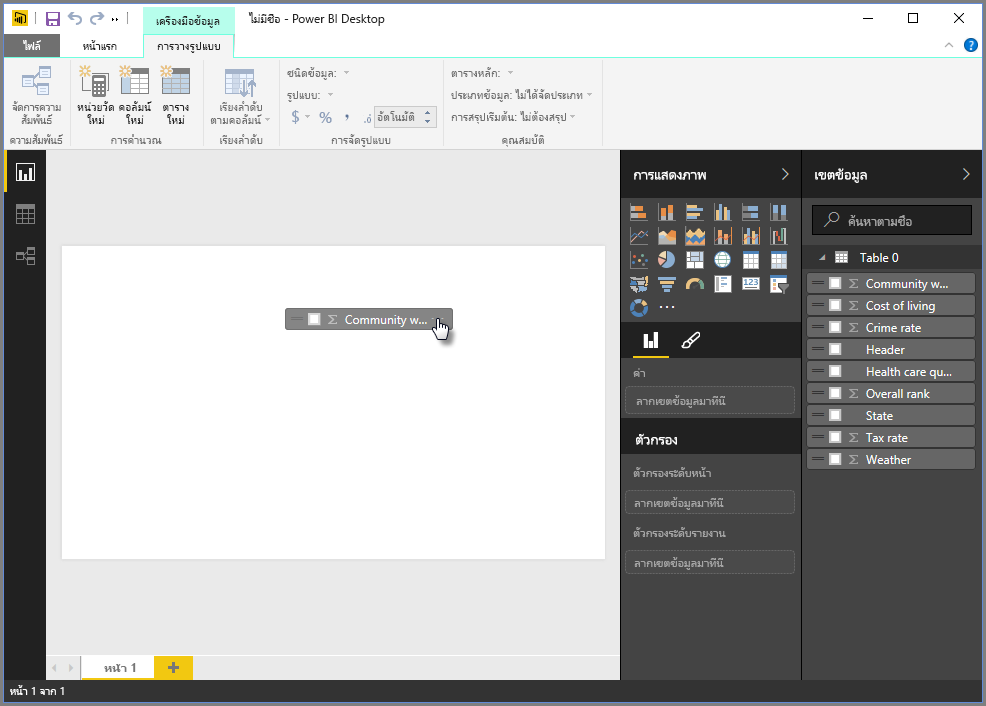 เครื่องมือข้อมูล
ไม่มีชื่อ - Power BI Desktop
ไฟล์
หน้าแรก
การวางรูปแบบ
จัดการความ
สัมพันธ์
ความสัมพันธ์
หน่วยวัด
ใหม่
คอลัมน์
ใหม่
ตาราง
ใหม่
การคำนวณ
เรียงลำดับ
ตามคอลัมน์
เรียงลำดับ
ชนิดข้อมูล:
รูปแบบ:
$ % , .0 อัตโนมัติ
การจัดรูปแบบ
ตารางหลัก:
ประเภทข้อมูล: ไม่ได้จัดประเภท
การสรุปเริ่มต้น: ไม่ต้องสรุป
คุณสมบัติ
Community w...
การแสดงภาพ
123
...
ค่า
ลากเขตข้อมูลมาที่นี่
ตัวกรอง
ตัวกรองระดับหน้า
ลากเขตข้อมูลมาที่นี่
ตัวกรองระดับรายงาน
ลากเขตข้อมูลมาที่นี่
เขตข้อมูล
ค้นหาตามชื่อ
Table 0
Community w...
Cost of living
Crime rate
Header
Health care qu...
Overall rank
State
Tax rate
Weather
หน้า 1
หน้า 1 จาก 1